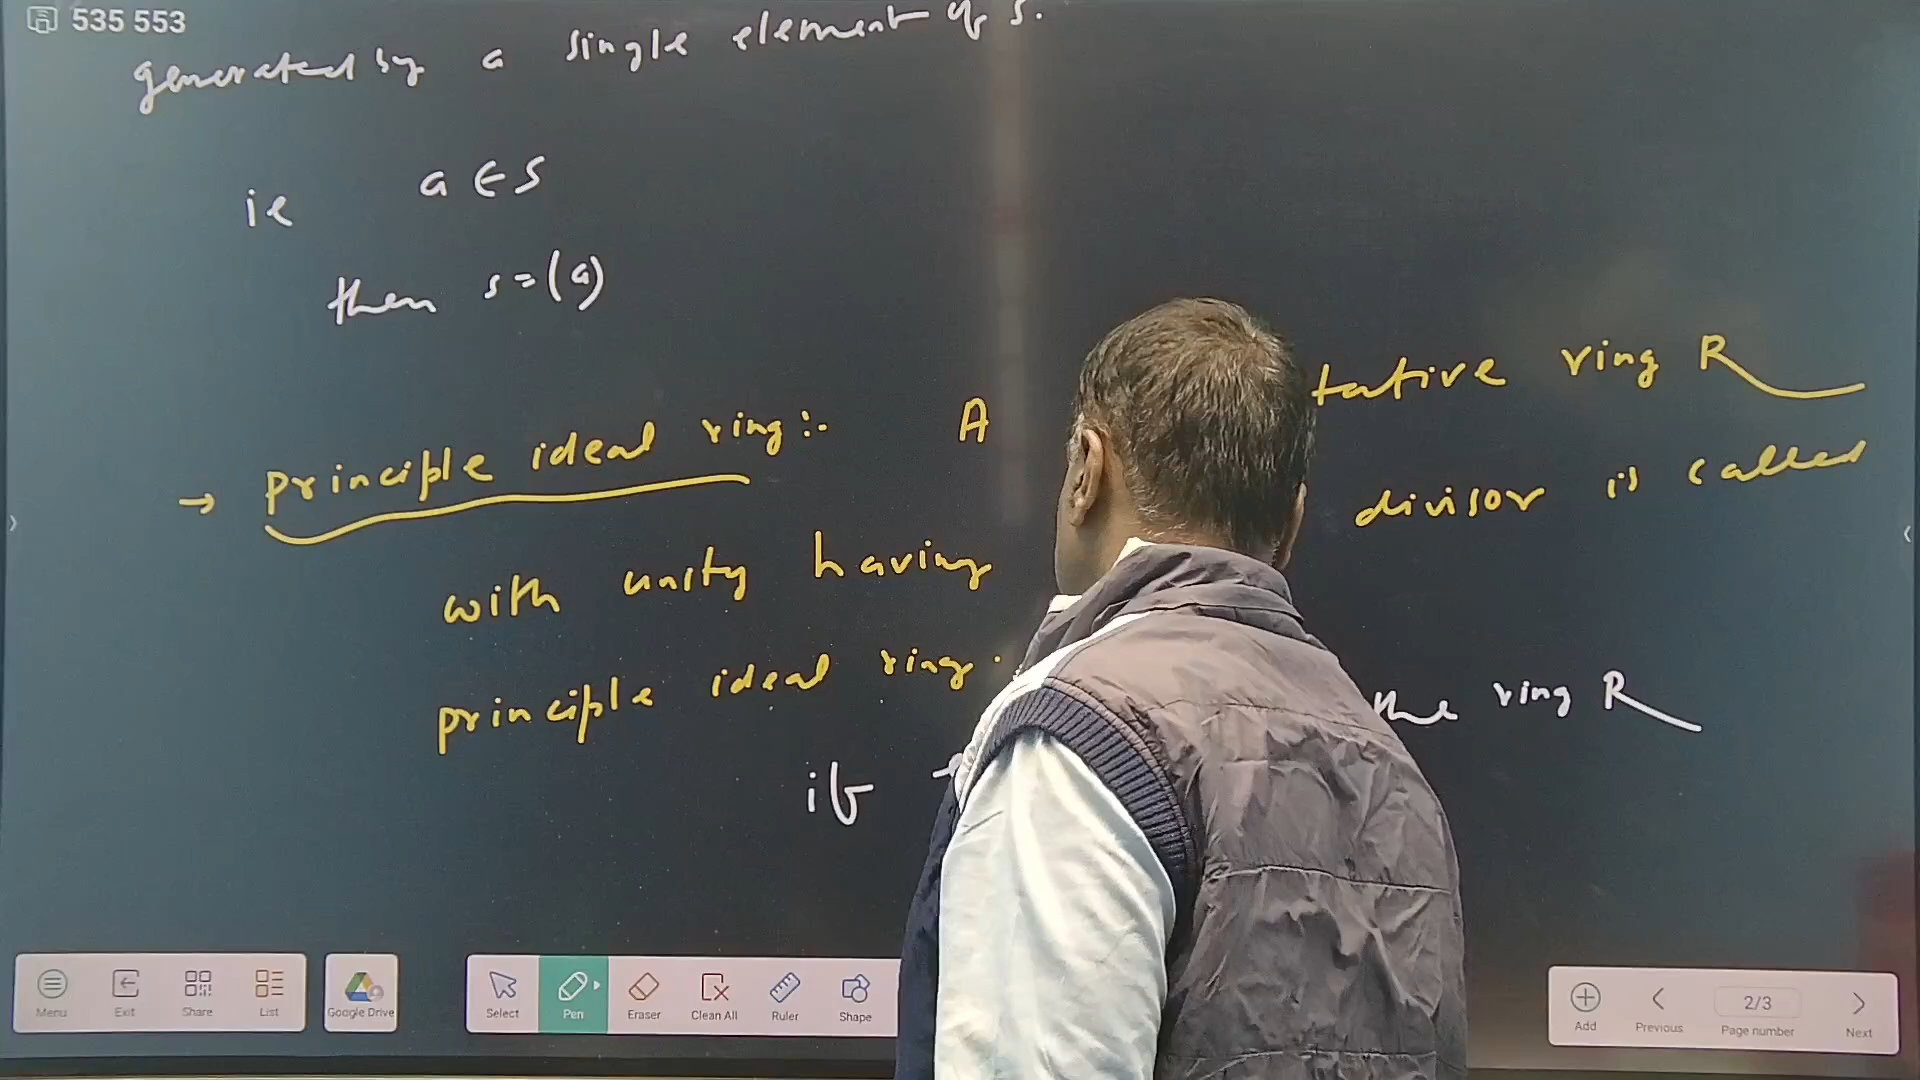 535 553
generated by a single element of s.
ie a ∈ S
then s = (a)
→ principle ideal ring :- A tative ring R
with unity having divisor is called
principle ideal ring.
if the ring R
Menu Exit Share List Google Drive Select Pen Eraser Clean All Ruler Shape Add Previous 2/3 Page number Next